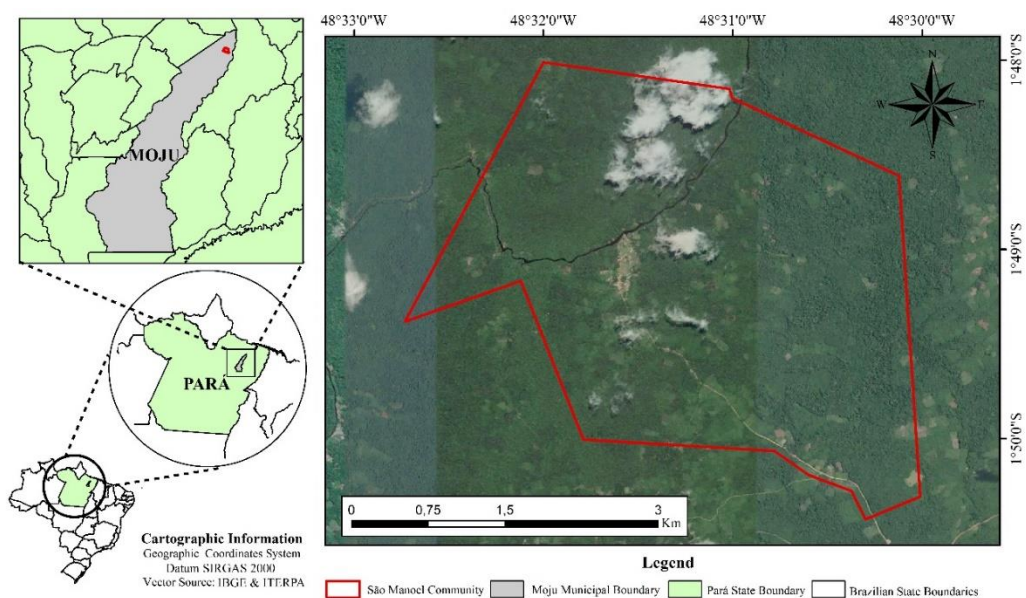 48°33'0"W 48°32'0"W 48°31'0"W 48°30'0"W
MOJU
PARÁ
N
W E
S
1°48'0"S
1°49'0"S
1°50'0"S
0 0,75 1,5 3
Km
Cartographic Information
Geographic Coordinates System
Datum SIRGAS 2000
Vector Source: IBGE & ITERPA
Legend
São Manoel Community Moju Municipal Boundary Pará State Boundary Brazilian State Boundaries